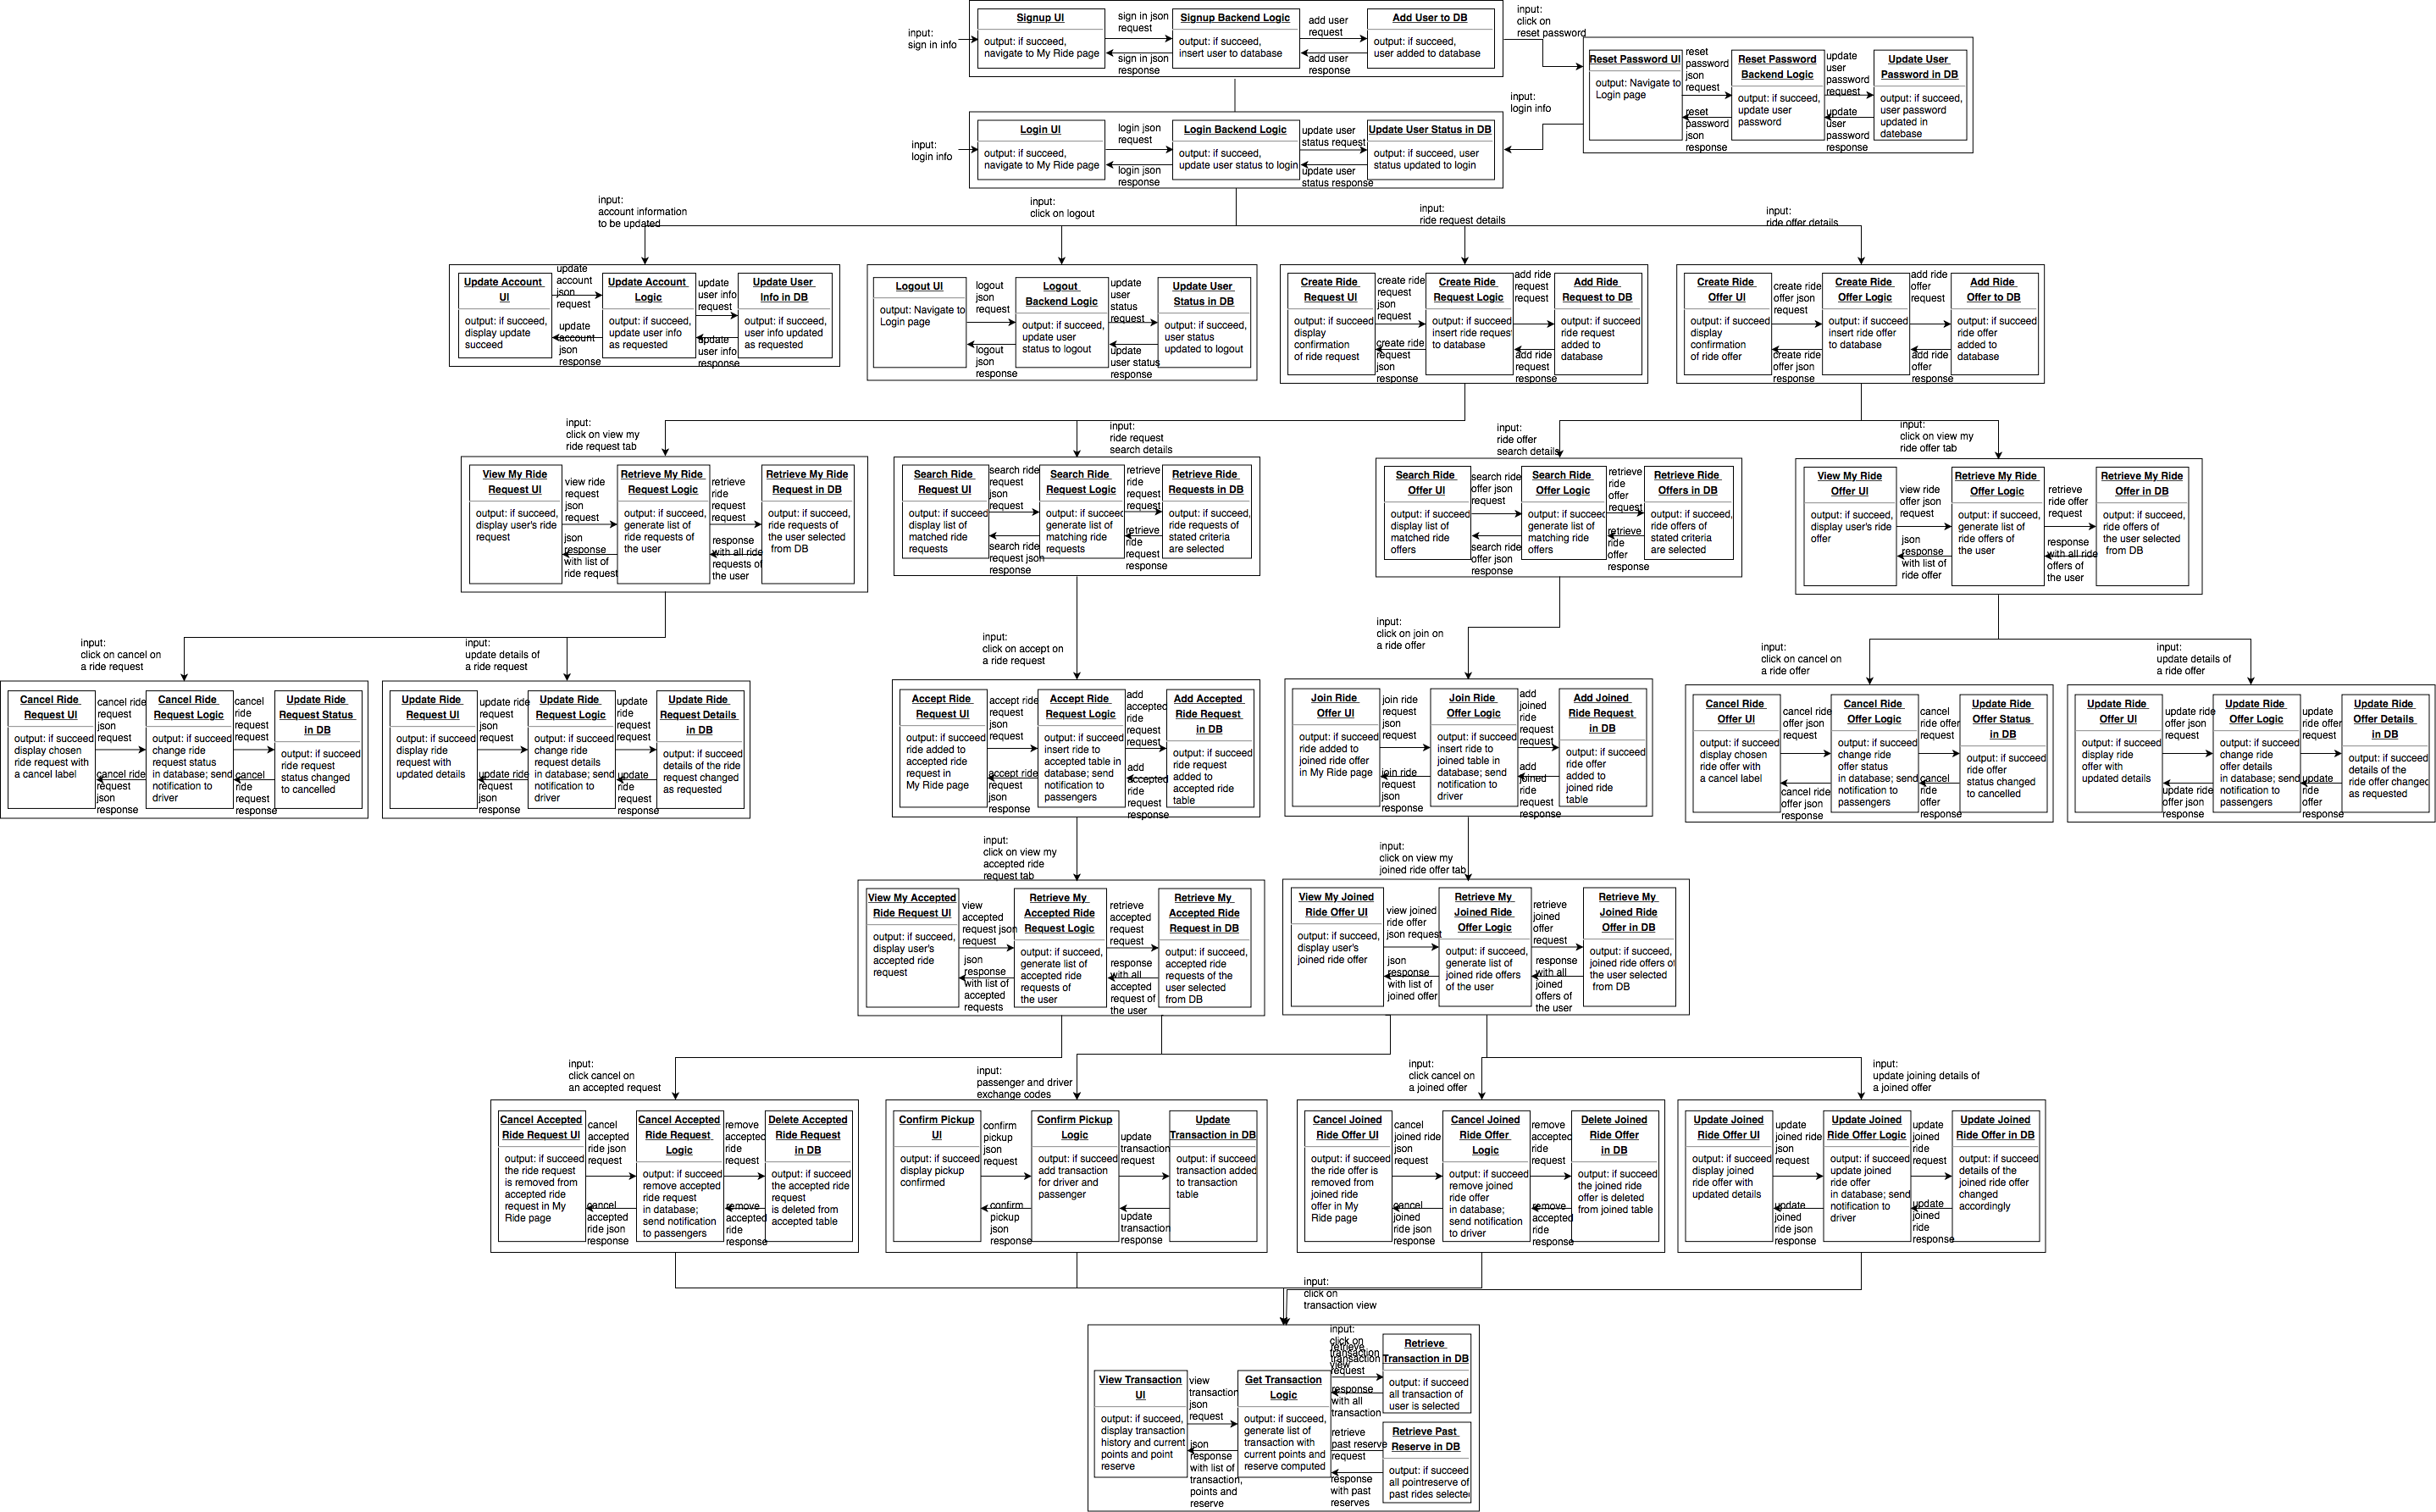 input:
sign in info
Signup UI
output: if succeed,
navigate to My Ride page
sign in json
request
sign in json
response
Signup Backend Logic
output: if succeed,
insert user to database
add user
request
add user
response
Add User to DB
output: if succeed,
user added to database
input:
click on
reset password
Reset Password UI
output: Navigate to
Login page
reset
password
json
request
reset
password
json
response
Reset Password
Backend Logic
output: if succeed,
update user
password
update
user
password
request
update
user
password
response
Update User
Password in DB
output: if succeed,
user password
updated in
datebase
input:
login info
input:
login info
Login UI
output: if succeed,
navigate to My Ride page
login json
request
login json
response
Login Backend Logic
output: if succeed,
update user status to login
update user
status request
update user
status response
Update User Status in DB
output: if succeed, user
status updated to login
input:
account information
to be updated
input:
click on logout
input:
ride request details
input:
ride offer details
Update Account
UI
output: if succeed,
display update
succeed
update
account
json
request
update
account
json
response
Update Account
Logic
output: if succeed,
update user info
as requested
update
user info
request
update
user info
response
Update User
Info in DB
output: if succeed,
user info updated
as requested
Logout UI
output: Navigate to
Login page
logout
json
request
logout
json
response
Logout
Backend Logic
output: if succeed,
update user
status to logout
update
user
status
request
update
user status
response
Update User
Status in DB
output: if succeed,
user status
updated to logout
Create Ride
Request UI
output: if succeed
display
confirmation
of ride request
create ride
request
json
request
create ride
request
json
response
Create Ride
Request Logic
output: if succeed
insert ride reques
to database
add ride
request
request
add ride
request
response
Add Ride
Request to DB
output: if succeed
ride request
added to
database
Create Ride
Offer UI
output: if succeed
display
confirmation
of ride offer
create ride
offer json
request
create ride
offer json
response
Create Ride
Offer Logic
output: if succeed
insert ride offer
to database
add ride
offer
request
add ride
offer
response
Add Ride
Offer to DB
output: if succeed
ride offer
added to
database
input:
click on view my
ride request tab
input:
ride request
search details
input:
ride offer
search details
input:
click on view my
ride offer tab
View My Ride
Request UI
output: if succeed,
display user's ride
request
view ride
request
json
request
json
response
with list of
ride request
Retrieve My Ride
Request Logic
output: if succeed,
generate list of
ride requests of
the user
retrieve
ride
request
request
response
with all ride
requests of
the user
Retrieve My Ride
Request in DB
output: if succeed,
ride requests of
the user selected
from DB
Search Ride
Request UI
output: if succeed
display list of
matched ride
requests
search ride
request
json
request
search ride
request json
response
Search Ride
Request Logic
output: if succeed
generate list of
matching ride
requests
retrieve
ride
request
request
retrieve
ride
request
response
Retrieve Ride
Requests in DB
output: if succeed,
ride requests of
stated criteria
are selected
Search Ride
Offer UI
output: if succeed
display list of
matched ride
offers
search ride
offer json
request
search ride
offer json
response
Search Ride
Offer Logic
output: if succeed
generate list of
matching ride
offers
retrieve
ride
offer
request
retrieve
ride
offer
response
Retrieve Ride
Offers in DB
output: if succeed,
ride offers of
stated criteria
are selected
View My Ride
Offer UI
output: if succeed,
display user's ride
offer
view ride
offer json
request
json
response
with list of
ride offer
Retrieve My Ride
Offer Logic
output: if succeed,
generate list of
ride offers of
the user
retrieve
ride offer
request
response
with all ride
offers of
the user
Retrieve My Ride
Offer in DB
output: if succeed,
ride offers of
the user selected
from DB
input:
click on cancel on
a ride request
input:
update details of
a ride request
input:
click on accept on
a ride request
input:
click on join on
a ride offer
input:
click on cancel on
a ride offer
input:
update details of
a ride offer
Cancel Ride
Request UI
output: if succeed
display chosen
ride request with
a cancel label
cancel ride
request
json
request
cancel ride
request
json
response
Cancel Ride
Request Logic
output: if succeed
change ride
request status
in database; send
notification to
driver
cancel
ride
request
request
cancel
ride
request
response
Update Ride
Request Status
in DB
output: if succeed
ride request
status changed
to cancelled
Update Ride
Request UI
output: if succeed
display ride
request with
updated details
update ride
request
json
request
update ride
request
json
response
Update Ride
Request Logic
output: if succeed
change ride
request details
in database; send
notification to
driver
update
ride
request
request
update
ride
request
response
Update Ride
Request Details
in DB
output: if succeed
details of the ride
request changed
as requested
Accept Ride
Request UI
output: if succeed
ride added to
accepted ride
request in
My Ride page
accept ride
request
json
request
accept ride
request
json
response
Accept Ride
Request Logic
output: if succeed
insert ride to
accepted table in
database; send
notification to
passengers
add
accepted
ride
request
request
add
accepted
ride
request
response
Add Accepted
Ride Request
in DB
output: if succeed
ride request
added to
accepted ride
table
Join Ride
Offer UI
output: if succeed
ride added to
joined ride offer
in My Ride page
join ride
request
json
request
join ride
request
json
response
Join Ride
Offer Logic
output: if succeed
insert ride to
joined table in
database; send
notification to
driver
add
joined
ride
request
request
add
joined
ride
request
response
Add Joined
Ride Request
in DB
output: if succeed
ride offer
added to
joined ride
table
Cancel Ride
Offer UI
output: if succeed
display chosen
ride offer with
a cancel label
cancel ride
offer json
request
cancel ride
offer json
response
Cancel Ride
Offer Logic
output: if succeed
change ride
offer status
in database; send
notification to
passengers
cancel
ride offer
request
cancel
ride
offer
response
Update Ride
Offer Status
in DB
output: if succeed
ride offer
status changed
to cancelled
Update Ride
Offer UI
output: if succeed
display ride
offer with
updated details
update ride
offer json
request
update ride
offer json
response
Update Ride
Offer Logic
output: if succeed
change ride
offer details
in database; send
notification to
passengers
update
ride offer
request
update
ride
offer
response
Update Ride
Offer Details
in DB
output: if succeed
details of the
ride offer changed
as requested
input:
click on view my
accepted ride
request tab
input:
click on view my
joined ride offer tab
View My Accepted
Ride Request UI
output: if succeed,
display user's
accepted ride
request
view
accepted
request json
request
json
response
with list of
accepted
requests
Retrieve My
Accepted Ride
Request Logic
output: if succeed,
generate list of
accepted ride
requests of
the user
retrieve
accepted
request
request
response
with all
accepted
request of
the user
Retrieve My
Accepted Ride
Request in DB
output: if succeed,
accepted ride
requests of the
user selected
from DB
View My Joined
Ride Offer UI
output: if succeed,
display user's
joined ride offer
view joined
ride offer
json request
json
response
with list of
joined offer
Retrieve My
Joined Ride
Offer Logic
output: if succeed,
generate list of
joined ride offers
of the user
retrieve
joined
offer
request
response
with all
joined
offers of
the user
Retrieve My
Joined Ride
Offer in DB
output: if succeed,
joined ride offers of
the user selected
from DB
input:
click cancel on
an accepted request
input:
passenger and driver
exchange codes
input:
click cancel on
a joined offer
input:
update joining details of
a joined offer
Cancel Accepted
Ride Request UI
output: if succeed
the ride request
is removed from
accepted ride
request in My
Ride page
cancel
accepted
ride json
request
cancel
accepted
ride json
response
Cancel Accepted
Ride Request
Logic
output: if succeed
remove accepted
ride request
in database;
send notification
to passengers
remove
accepted
ride
request
remove
accepted
ride
response
Delete Accepted
Ride Request
in DB
output: if succeed
the accepted ride
request
is deleted from
accepted table
Confirm Pickup
UI
output: if succeed
display pickup
confirmed
confirm
pickup
json
request
confirm
pickup
json
response
Confirm Pickup
Logic
output: if succeed
add transaction
for driver and
passenger
update
transaction
request
update
transaction
response
Update
Transaction in DB
output: if succeed
transaction added
to transaction
table
Cancel Joined
Ride Offer UI
output: if succeed
the ride offer is
removed from
joined ride
offer in My
Ride page
cancel
joined ride
json
request
cancel
joined
ride json
response
Cancel Joined
Ride Offer
Logic
output: if succeed
remove joined
ride offer
in database;
send notification
to driver
remove
accepted
ride
request
remove
accepted
ride
response
Delete Joined
Ride Offer
in DB
output: if succeed
the joined ride
offer is deleted
from joined table
Update Joined
Ride Offer UI
output: if succeed
display joined
ride offer with
updated details
update
joined ride
json
request
update
joined
ride json
response
Update Joined
Ride Offer Logic
output: if succeed
update joined
ride offer
in database; send
notification to
driver
update
joined
ride
request
update
joined
ride
response
Update Joined
Ride Offer in DB
output: if succeed
details of the
joined ride offer
changed
accordingly
input:
click on
transaction view
View Transaction
UI
output: if succeed,
display transaction
history and current
points and point
reserve
view
transaction
json
request
json
response
with list of
transaction,
points and
reserve
Get Transaction
Logic
output: if succeed,
generate list of
transaction with
current points and
reserve computed
input:
click on
transaction
view
retrieve
transaction
request
response
with all
transaction
Retrieve
Transaction in DB
output: if succeed
all transaction of
user is selected
retrieve
past reserve
request
response
with past
reserves
Retrieve Past
Reserve in DB
output: if succeed
all pointreserve of
past rides selecte